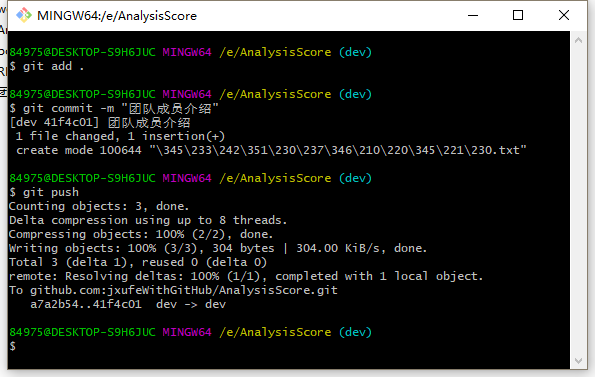 MINGW64:/e/AnalysisScore
84975@DESKTOP-S9H6JUC MINGW64 /e/AnalysisScore (dev)
$ git add .
84975@DESKTOP-S9H6JUC MINGW64 /e/AnalysisScore (dev)
$ git commit -m "团队成员介绍"
[dev 41f4c01] 团队成员介绍
1 file changed, 1 insertion(+)
create mode 100644 "\345\233\242\351\230\237\346\210\220\345\221\230.txt"
84975@DESKTOP-S9H6JUC MINGW64 /e/AnalysisScore (dev)
$ git push
Counting objects: 3, done.
Delta compression using up to 8 threads.
Compressing objects: 100% (2/2), done.
Writing objects: 100% (3/3), 304 bytes | 304.00 KiB/s, done.
Total 3 (delta 1), reused 0 (delta 0)
remote: Resolving deltas: 100% (1/1), completed with 1 local object.
To github.com:jxufeWithGitHub/AnalysisScore.git
a7a2b54..41f4c01  dev -> dev
84975@DESKTOP-S9H6JUC MINGW64 /e/AnalysisScore (dev)
$